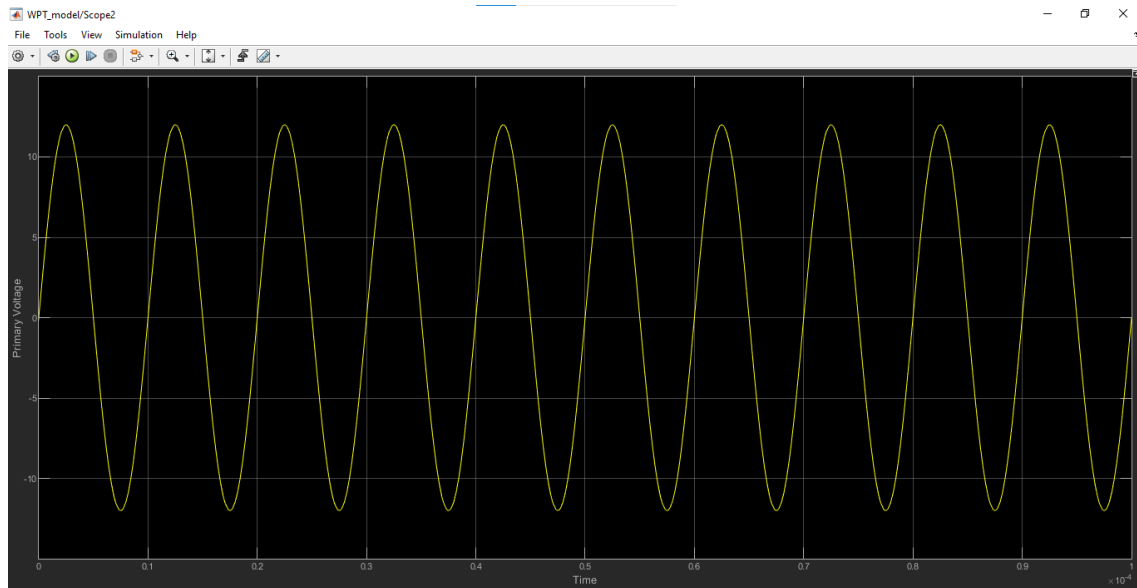 WPT_model/Scope2
File Tools View Simulation Help
10
5
0
-5
-10
Primary Voltage
0 0.1 0.2 0.3 0.4 0.5 0.6 0.7 0.8 0.9 1
Time
×10⁻⁴